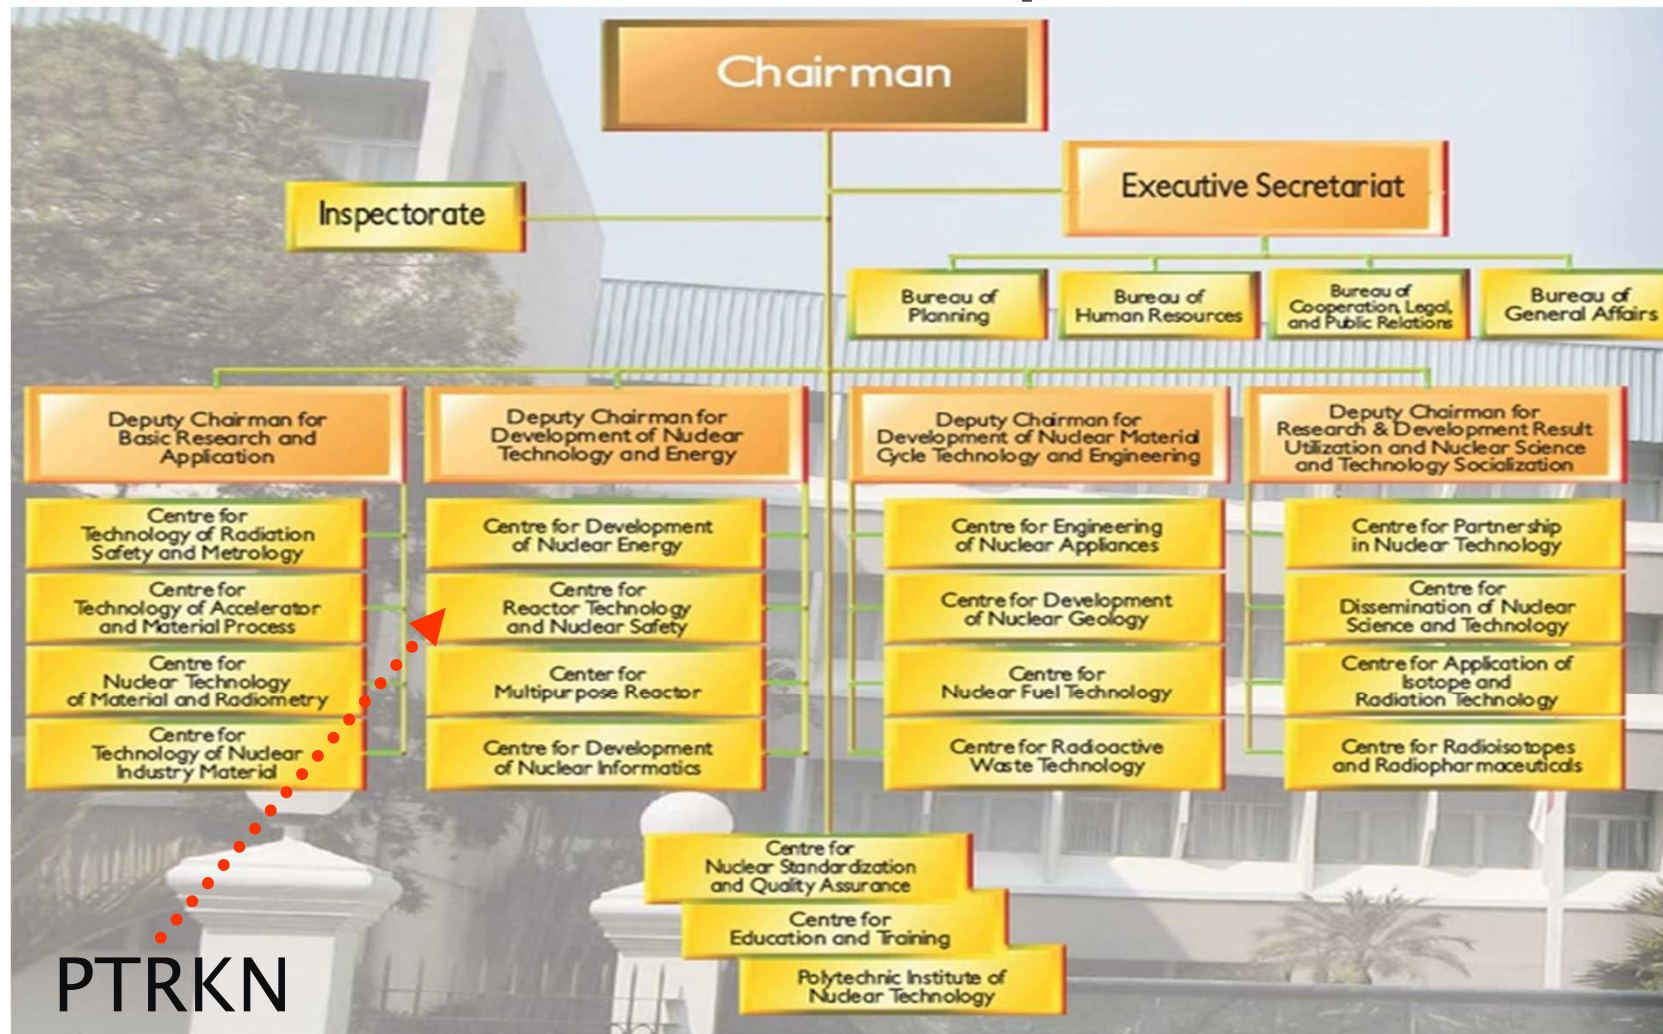 Chairman
Executive Secretariat
Inspectorate
Bureau of
Planning
Bureau of
Human Resources
Bureau of
Cooperation, Legal,
and Public Relations
Bureau of
General Affairs
Deputy Chairman for
Basic Research and
Application
Deputy Chairman for
Development of Nuclear
Technology and Energy
Deputy Chairman for
Development of Nuclear Material
Cycle Technology and Engineering
Deputy Chairman for
Research & Development Result
Utilization and Nuclear Science
and Technology Socialization
Centre for
Technology of Radiation
Safety and Metrology
Centre for
Technology of Accelerator
and Material Process
Centre for
Nuclear Technology
of Material and Radiometry
Centre for
Technology of Nuclear
Industry Material
Centre for Development
of Nuclear Energy
Centre for
Reactor Technology
and Nuclear Safety
Center for
Multipurpose Reactor
Centre for Development
of Nuclear Informatics
Centre for Engineering
of Nuclear Appliances
Centre for Development
of Nuclear Geology
Centre for
Nuclear Fuel Technology
Centre for Radioactive
Waste Technology
Centre for Partnership
in Nuclear Technology
Centre for
Dissemination of Nuclear
Science and Technology
Centre for Application of
Isotope and
Radiation Technology
Centre for Radioisotopes
and Radiopharmaceuticals
Centre for
Nuclear Standardization
and Quality Assurance
Centre for
Education and Training
Polytechnic Institute of
Nuclear Technology
PTRKN